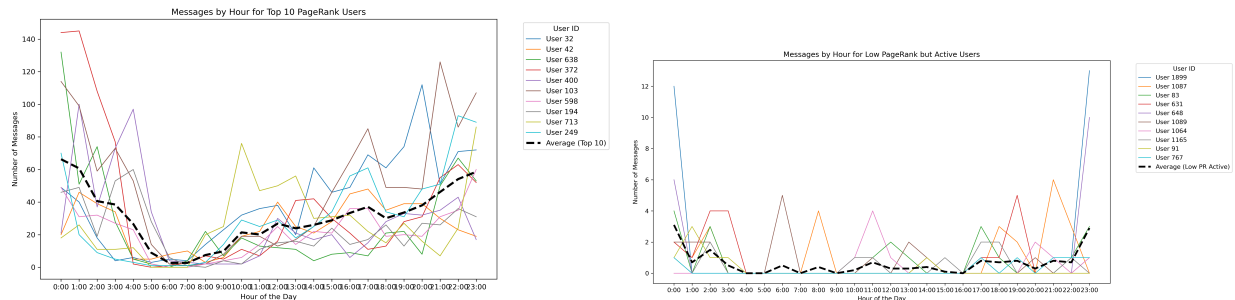 Messages by Hour for Top 10 PageRank Users
Number of Messages
140
120
100
80
60
40
20
0
0:00 1:00 2:00 3:00 4:00 5:00 6:00 7:00 8:00 9:00 10:00 11:00 12:00 13:00 14:00 15:00 16:00 17:00 18:00 19:00 20:00 21:00 22:00 23:00
Hour of the Day
User ID
User 32
User 42
User 638
User 372
User 400
User 103
User 598
User 194
User 713
User 249
Average (Top 10)
Messages by Hour for Low PageRank but Active Users
Number of Messages
12
10
8
6
4
2
0
0:00 1:00 2:00 3:00 4:00 5:00 6:00 7:00 8:00 9:00 10:00 11:00 12:00 13:00 14:00 15:00 16:00 17:00 18:00 19:00 20:00 21:00 22:00 23:00
Hour of the Day
User ID
User 1899
User 1087
User 83
User 631
User 648
User 1089
User 1064
User 1165
User 91
User 767
Average (Low PR Active)